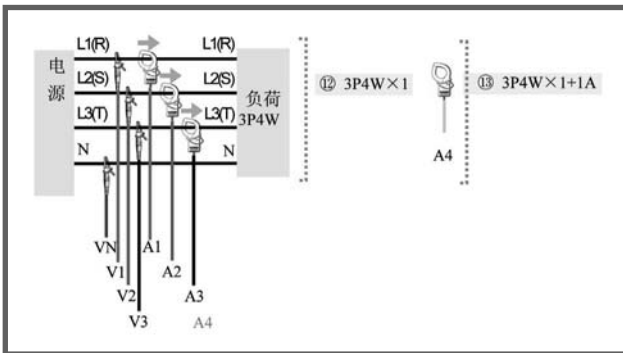 L1(R) L1(R)
电源 L2(S) L2(S)
负荷
3P4W
L3(T) L3(T)
N N
⑫ 3P4W×1
⑬ 3P4W×1+1A
A4
VN A1
V1 A2
V2 A3
V3 A4